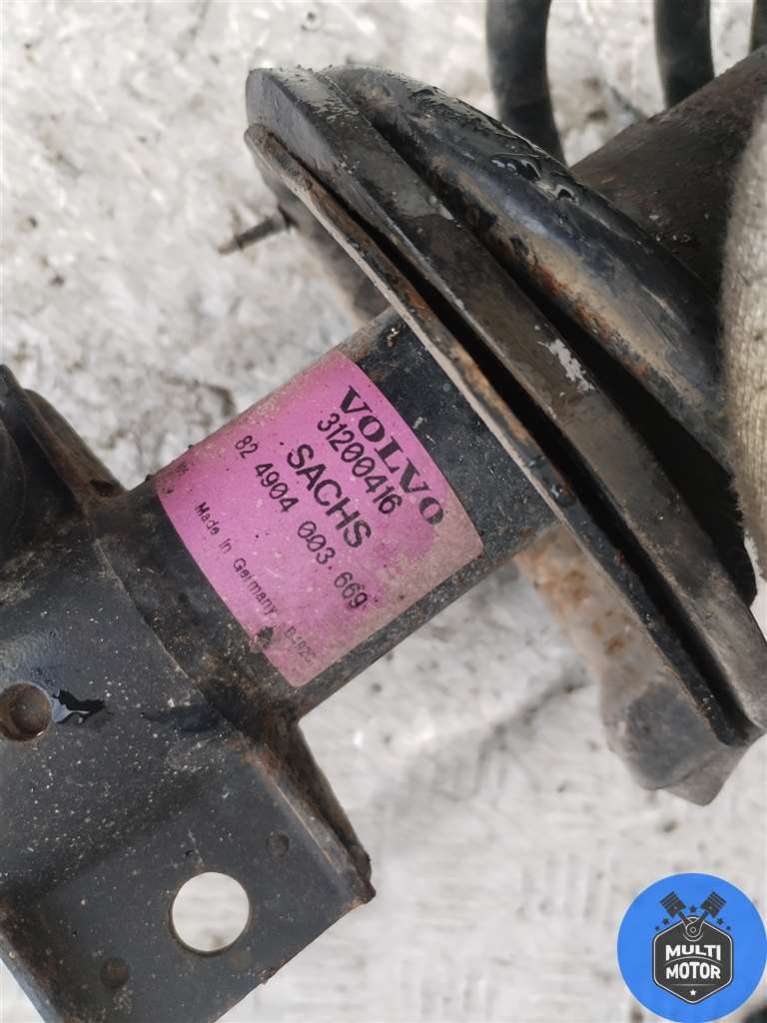 VOLVO
31200416
SACHS
82 4904 003.669
Made in Germany
MULTI
MOTOR